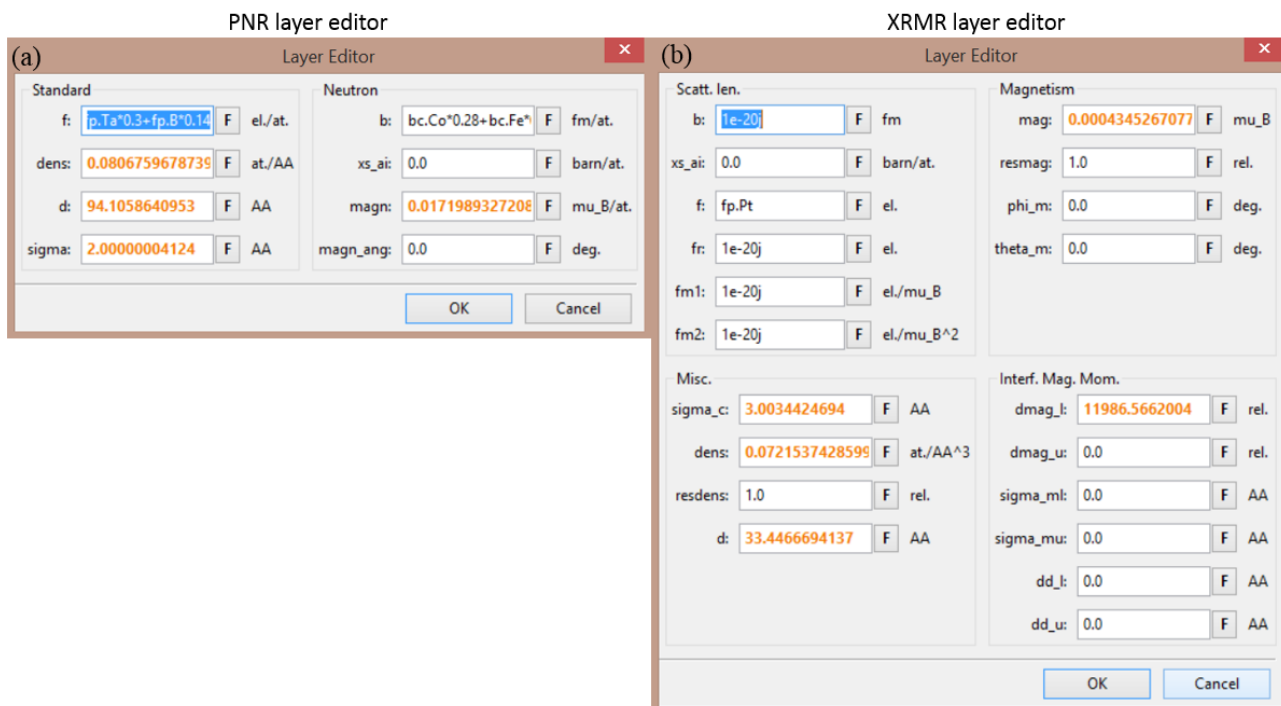 PNR layer editor
XRMR layer editor
(a) Layer Editor
Standard
f: p.Ta*0.3+fp.B*0.14 F el./at.
dens: 0.0806759678739 F at./AA
d: 94.1058640953 F AA
sigma: 2.00000004124 F AA
Neutron
b: bc.Co*0.28+bc.Fe* F fm/at.
xs_ai: 0.0 F barn/at.
magn: 0.0171989327208 F mu_B/at.
magn_ang: 0.0 F deg.
OK Cancel
(b) Layer Editor
Scatt. len.
b: 1e-20j F fm
xs_ai: 0.0 F barn/at.
f: fp.Pt F el.
fr: 1e-20j F el.
fm1: 1e-20j F el./mu_B
fm2: 1e-20j F el./mu_B^2
Magnetism
mag: 0.0004345267077 F mu_B
resmag: 1.0 F rel.
phi_m: 0.0 F deg.
theta_m: 0.0 F deg.
Misc.
sigma_c: 3.0034424694 F AA
dens: 0.0721537428599 F at./AA^3
resdens: 1.0 F rel.
d: 33.4466694137 F AA
Interf. Mag. Mom.
dmag_l: 11986.5662004 F rel.
dmag_u: 0.0 F rel.
sigma_ml: 0.0 F AA
sigma_mu: 0.0 F AA
dd_l: 0.0 F AA
dd_u: 0.0 F AA
OK Cancel